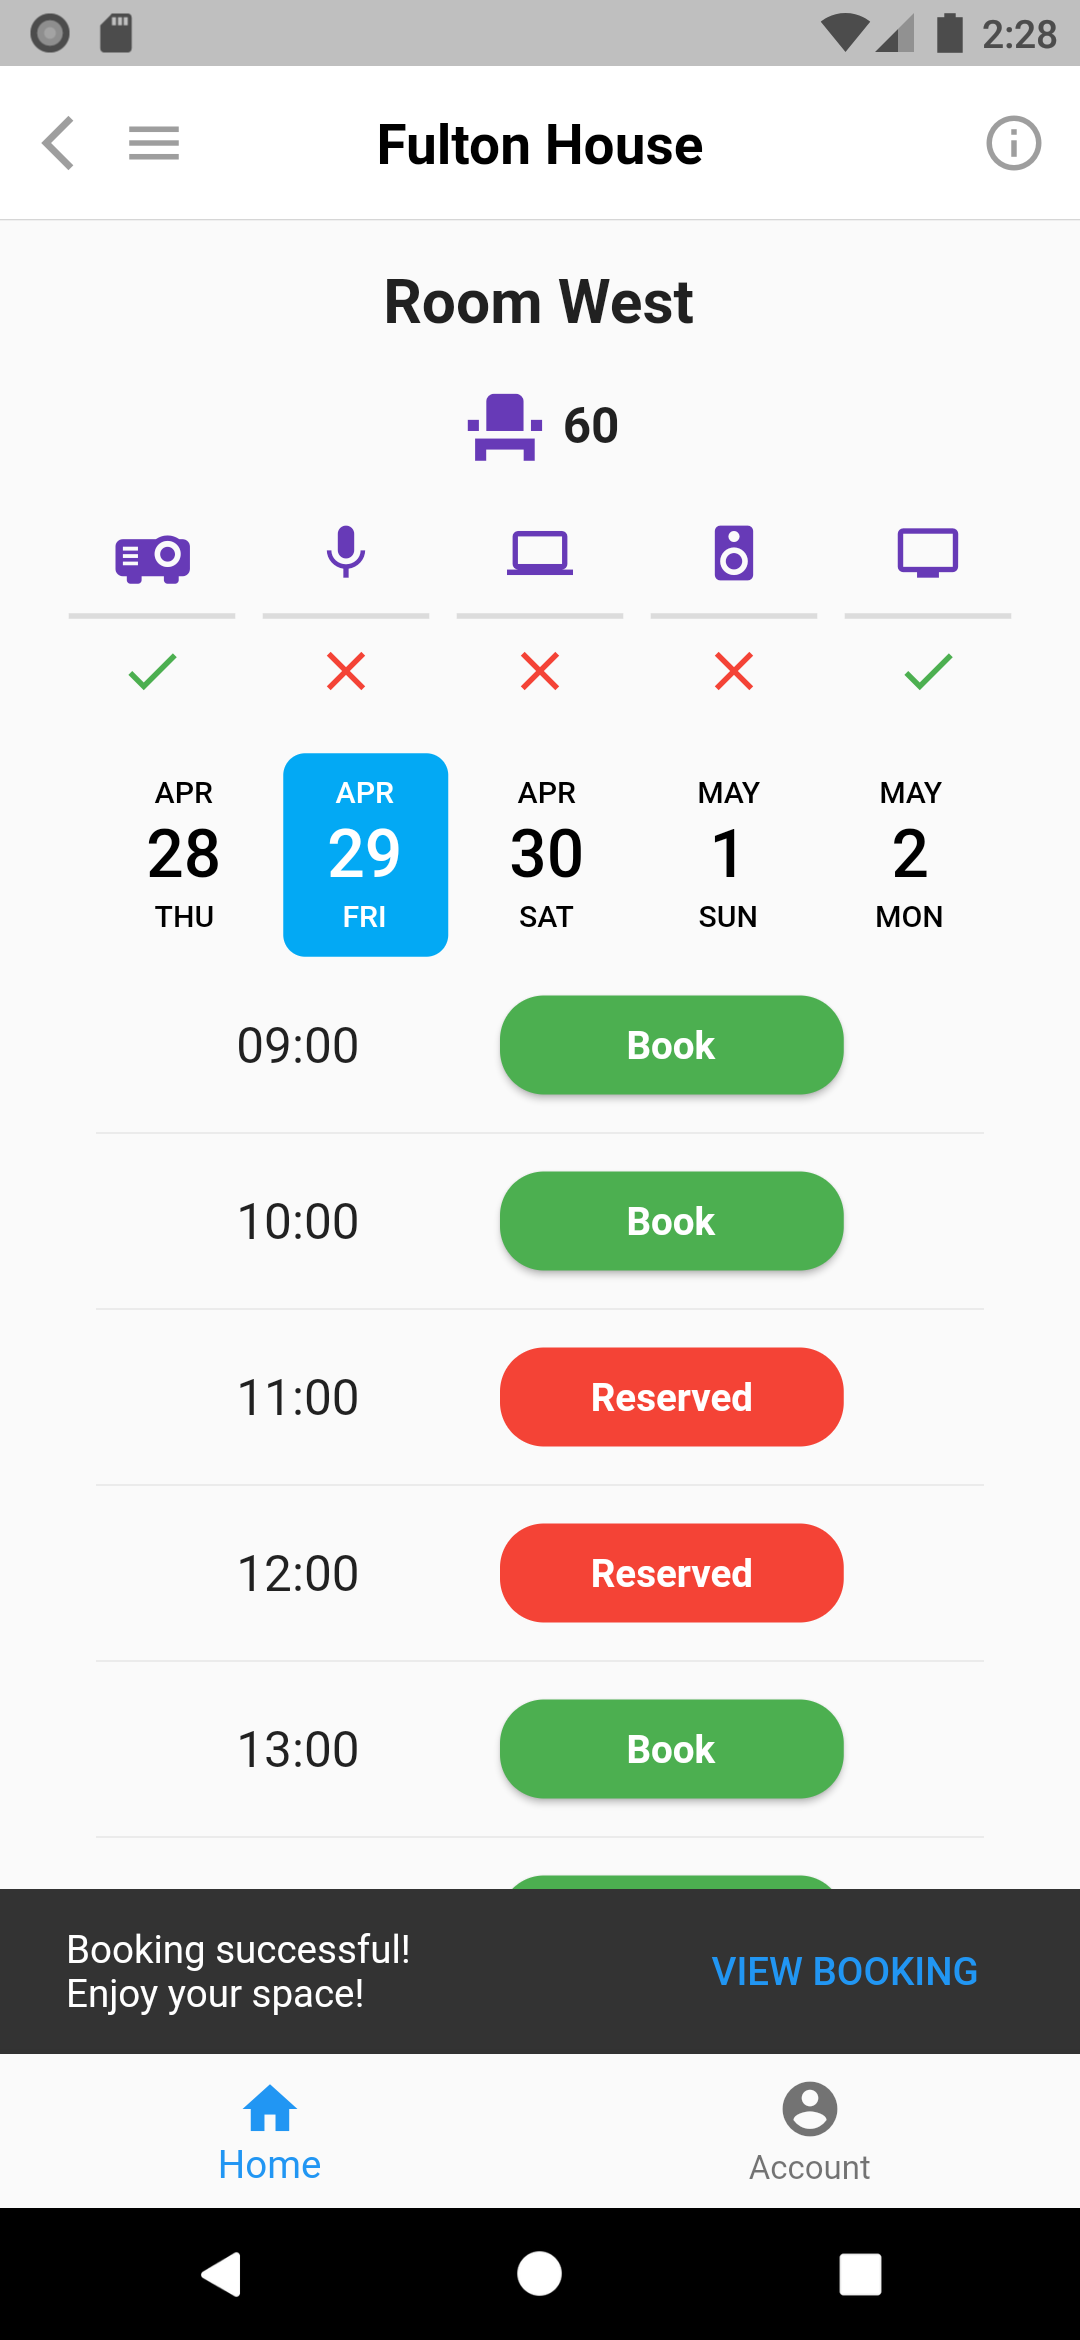 2:28
Fulton House
Room West
60
APR APR APR MAY MAY
28 29 30 1 2
THU FRI SAT SUN MON
09:00 Book
10:00 Book
11:00 Reserved
12:00 Reserved
13:00 Book
Booking successful!
Enjoy your space!
VIEW BOOKING
Home Account